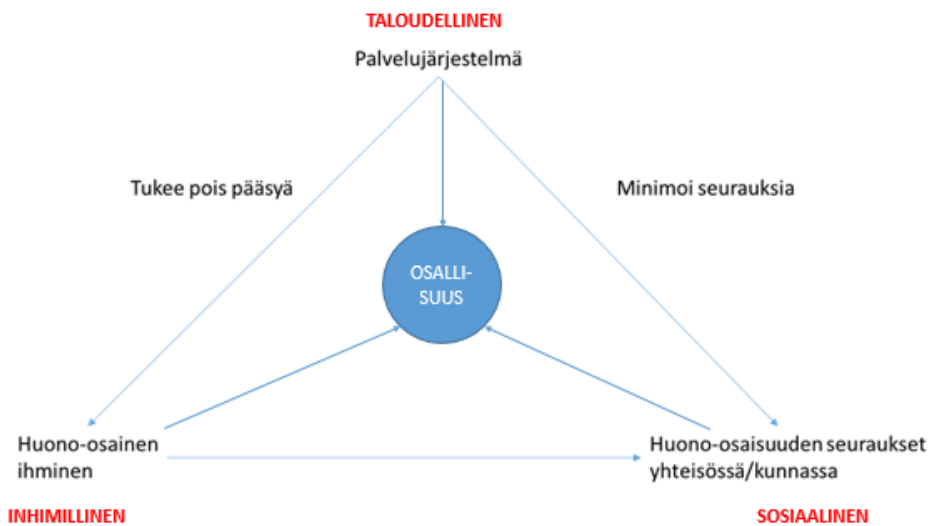 TALOUDELLINEN
Palvelujärjestelmä
Tukee pois pääsyä
Minimoi seurauksia
OSALLI-
SUUS
Huono-osainen
ihminen
Huono-osaisuuden seuraukset
yhteisössä/kunnassa
INHIMILLINEN
SOSIAALINEN